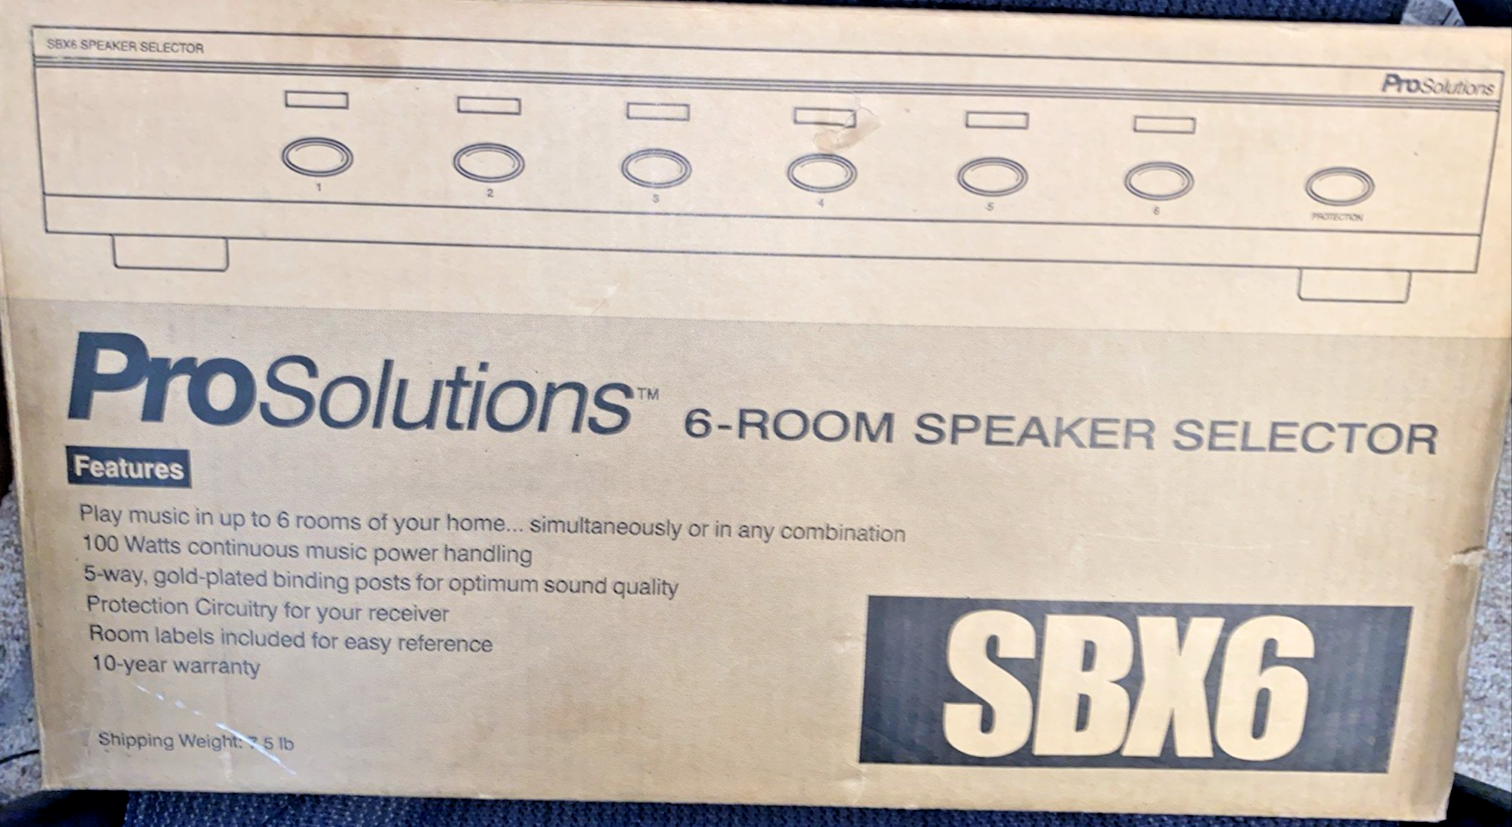 SBX6 SPEAKER SELECTOR
ProSolutions
1 2 3 4 5 6 PROTECTION
ProSolutions™ 6-ROOM SPEAKER SELECTOR
Features
Play music in up to 6 rooms of your home... simultaneously or in any combination
100 Watts continuous music power handling
5-way, gold-plated binding posts for optimum sound quality
Protection Circuitry for your receiver
Room labels included for easy reference
10-year warranty
SBX6
Shipping Weight: 5 lb